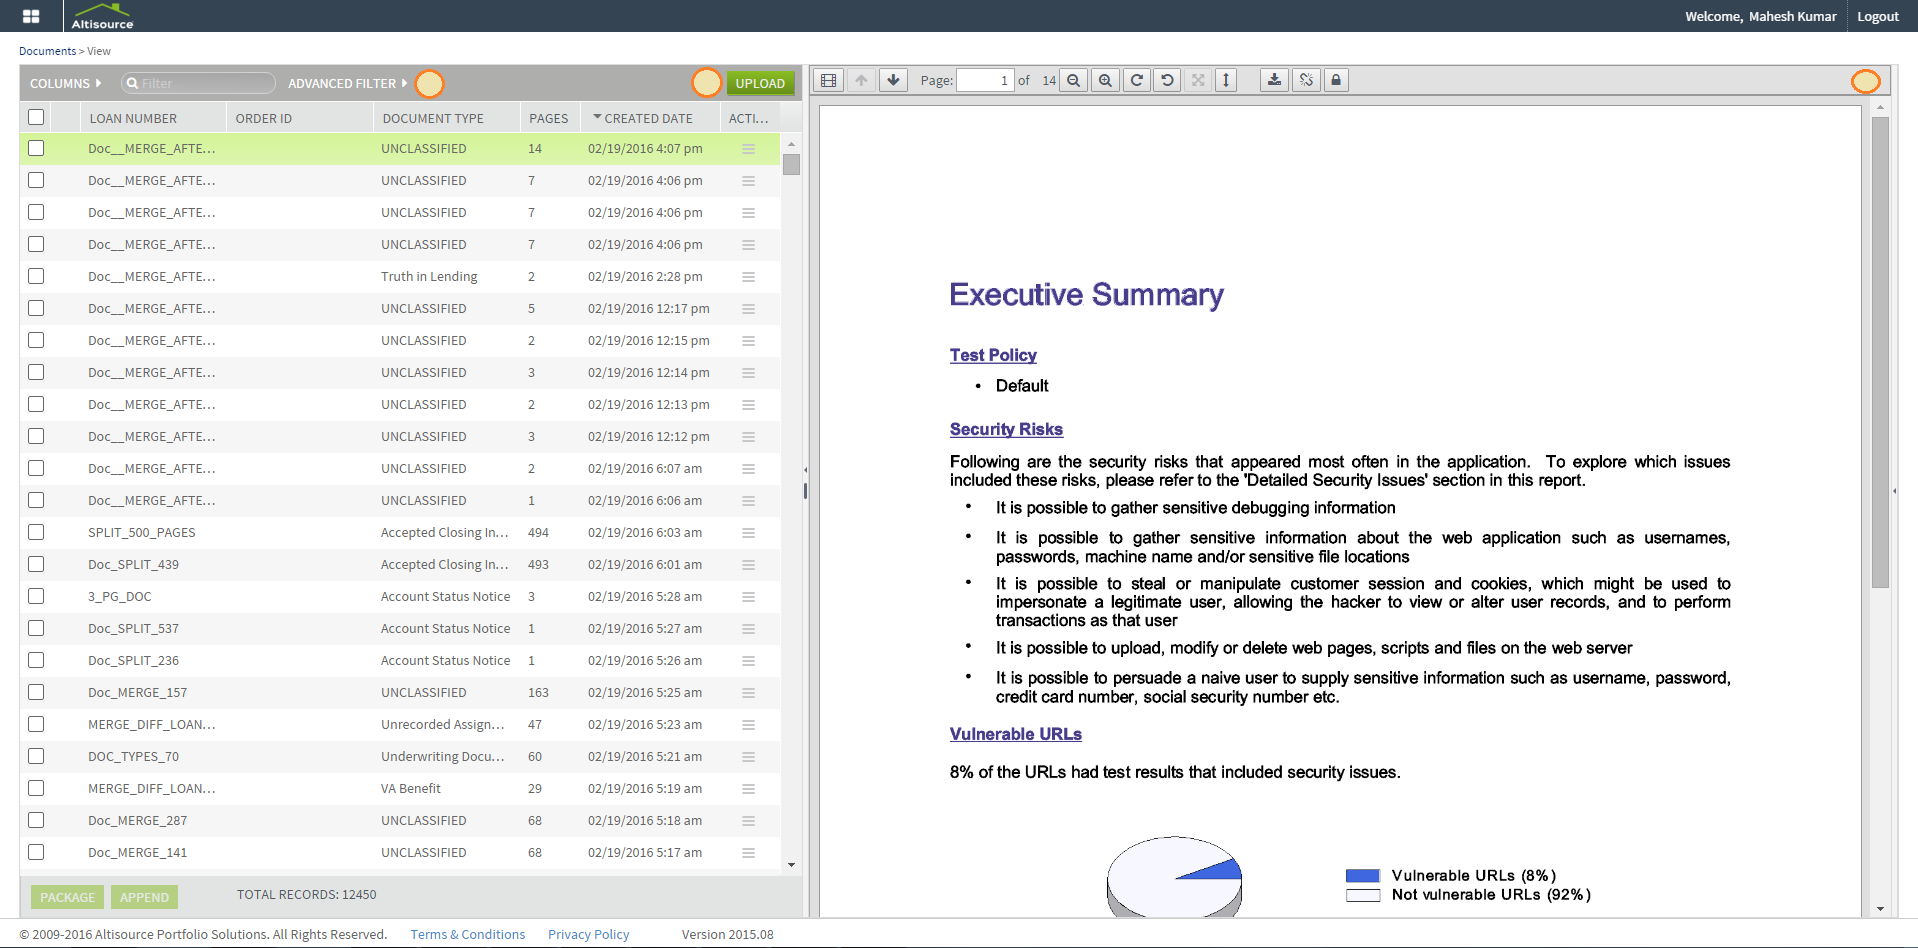 Altisource
Welcome, Mahesh Kumar
Logout
Documents > View
COLUMNS
Filter
ADVANCED FILTER
UPLOAD
LOAN NUMBER ORDER ID DOCUMENT TYPE PAGES CREATED DATE ACTI...
Doc__MERGE_AFTE... UNCLASSIFIED 14 02/19/2016 4:07 pm
Doc__MERGE_AFTE... UNCLASSIFIED 7 02/19/2016 4:06 pm
Doc__MERGE_AFTE... UNCLASSIFIED 7 02/19/2016 4:06 pm
Doc__MERGE_AFTE... UNCLASSIFIED 7 02/19/2016 4:06 pm
Doc__MERGE_AFTE... Truth in Lending 2 02/19/2016 2:28 pm
Doc__MERGE_AFTE... UNCLASSIFIED 5 02/19/2016 12:17 pm
Doc__MERGE_AFTE... UNCLASSIFIED 2 02/19/2016 12:15 pm
Doc__MERGE_AFTE... UNCLASSIFIED 3 02/19/2016 12:14 pm
Doc__MERGE_AFTE... UNCLASSIFIED 2 02/19/2016 12:13 pm
Doc__MERGE_AFTE... UNCLASSIFIED 3 02/19/2016 12:12 pm
Doc__MERGE_AFTE... UNCLASSIFIED 2 02/19/2016 6:07 am
Doc__MERGE_AFTE... UNCLASSIFIED 1 02/19/2016 6:06 am
SPLIT_500_PAGES Accepted Closing In... 494 02/19/2016 6:03 am
Doc_SPLIT_439 Accepted Closing In... 493 02/19/2016 6:01 am
3_PG_DOC Account Status Notice 3 02/19/2016 5:28 am
Doc_SPLIT_537 Account Status Notice 1 02/19/2016 5:27 am
Doc_SPLIT_236 Account Status Notice 1 02/19/2016 5:26 am
Doc_MERGE_157 UNCLASSIFIED 163 02/19/2016 5:25 am
MERGE_DIFF_LOAN... Unrecorded Assign... 47 02/19/2016 5:23 am
DOC_TYPES_70 Underwriting Docu... 60 02/19/2016 5:21 am
MERGE_DIFF_LOAN... VA Benefit 29 02/19/2016 5:19 am
Doc_MERGE_287 UNCLASSIFIED 68 02/19/2016 5:18 am
Doc_MERGE_141 UNCLASSIFIED 68 02/19/2016 5:17 am
PACKAGE
APPEND
TOTAL RECORDS: 12450
Page: 1 of 14
Executive Summary
Test Policy
• Default
Security Risks
Following are the security risks that appeared most often in the application. To explore which issues
included these risks, please refer to the 'Detailed Security Issues' section in this report.
• It is possible to gather sensitive debugging information
• It is possible to gather sensitive information about the web application such as usernames,
passwords, machine name and/or sensitive file locations
• It is possible to steal or manipulate customer session and cookies, which might be used to
impersonate a legitimate user, allowing the hacker to view or alter user records, and to perform
transactions as that user
• It is possible to upload, modify or delete web pages, scripts and files on the web server
• It is possible to persuade a naive user to supply sensitive information such as username, password,
credit card number, social security number etc.
Vulnerable URLs
8% of the URLs had test results that included security issues.
Vulnerable URLs (8%)
Not vulnerable URLs (92%)
© 2009-2016 Altisource Portfolio Solutions. All Rights Reserved. Terms & Conditions Privacy Policy Version 2015.08